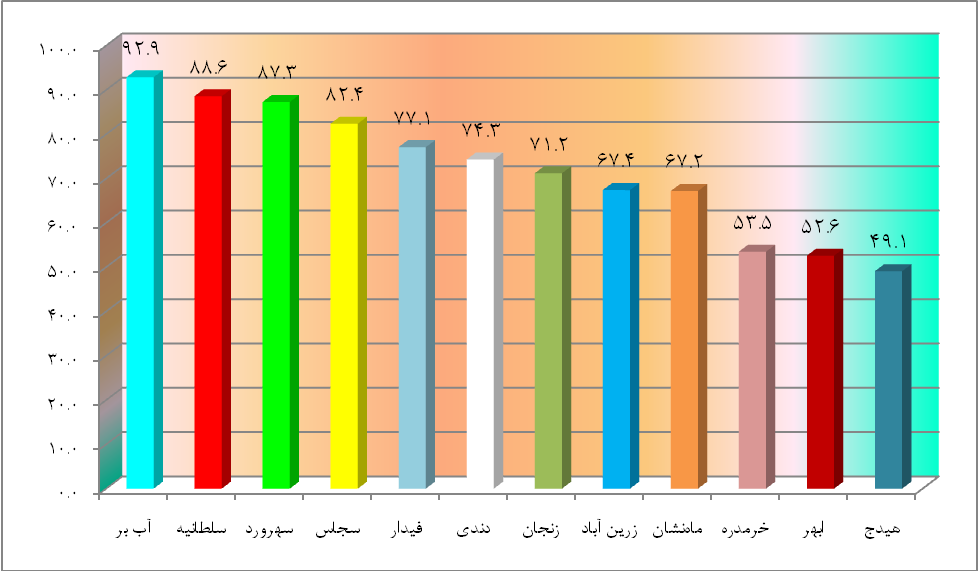 ۱۰۰.۰
۹۰.۰
۸۰.۰
۷۰.۰
۶۰.۰
۵۰.۰
۴۰.۰
۳۰.۰
۲۰.۰
۱۰.۰
۰.۰
۹۲.۹
۸۸.۶
۸۷.۳
۸۲.۴
۷۷.۱
۷۴.۳
۷۱.۲
۶۷.۴
۶۷.۲
۵۳.۵
۵۲.۶
۴۹.۱
آب بر
سلطانیه
سهرورد
سجاس
قیدار
دندی
زنجان
زرین آباد
ماهنشان
خرمدره
ابهر
هیدج